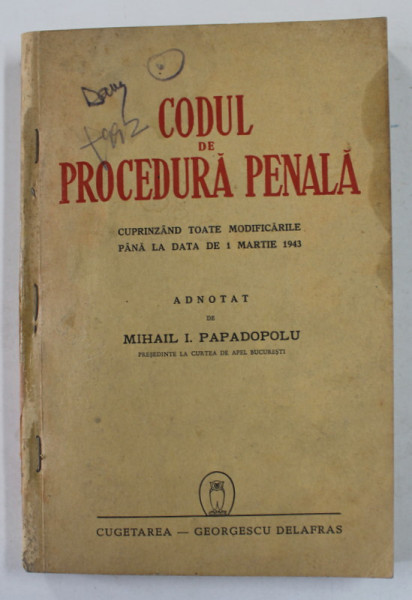 CODUL
DE
PROCEDURĂ PENALĂ
CUPRINZÂND TOATE MODIFICĂRILE
PÂNĂ LA DATA DE 1 MARTIE 1943
ADNOTAT
DE
MIHAIL I. PAPADOPOLU
PREȘEDINTE LA CURTEA DE APEL BUCUREȘTI
CUGETAREA — GEORGESCU DELAFRAS